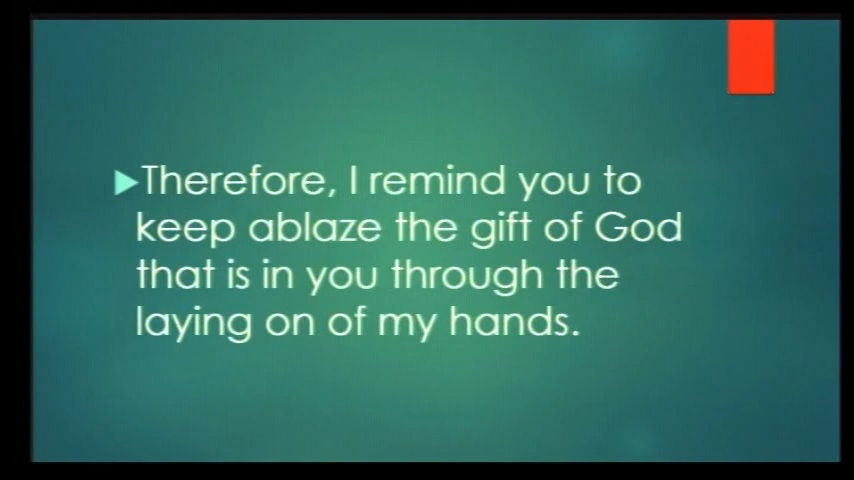 Therefore, I remind you to
keep ablaze the gift of God
that is in you through the
laying on of my hands.